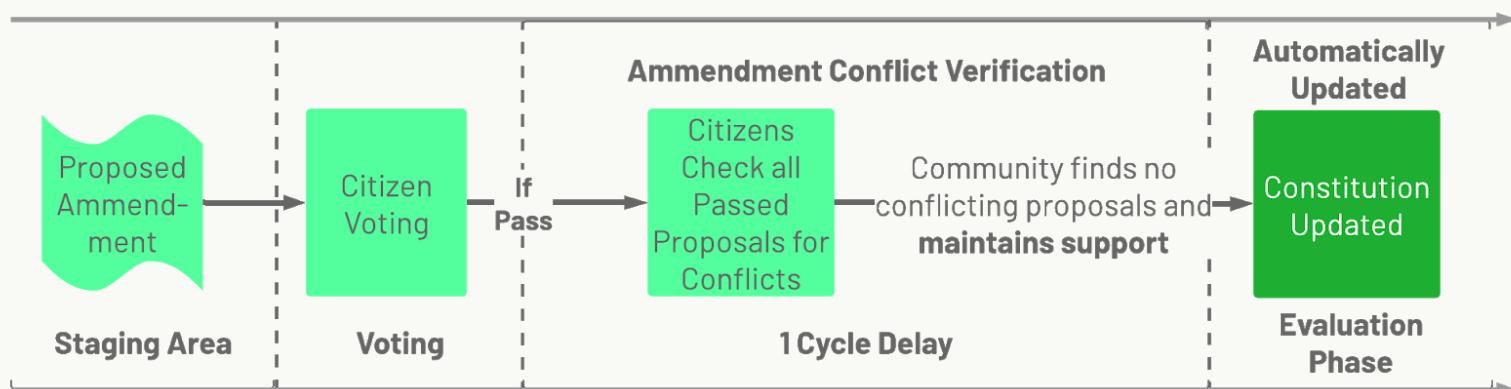 Ammendment Conflict Verification
Automatically
Updated
Proposed
Ammend-
ment
Citizen
Voting
If
Pass
Citizens
Check all
Passed
Proposals for
Conflicts
Community finds no
conflicting proposals and
maintains support
Constitution
Updated
Staging Area
Voting
1 Cycle Delay
Evaluation
Phase